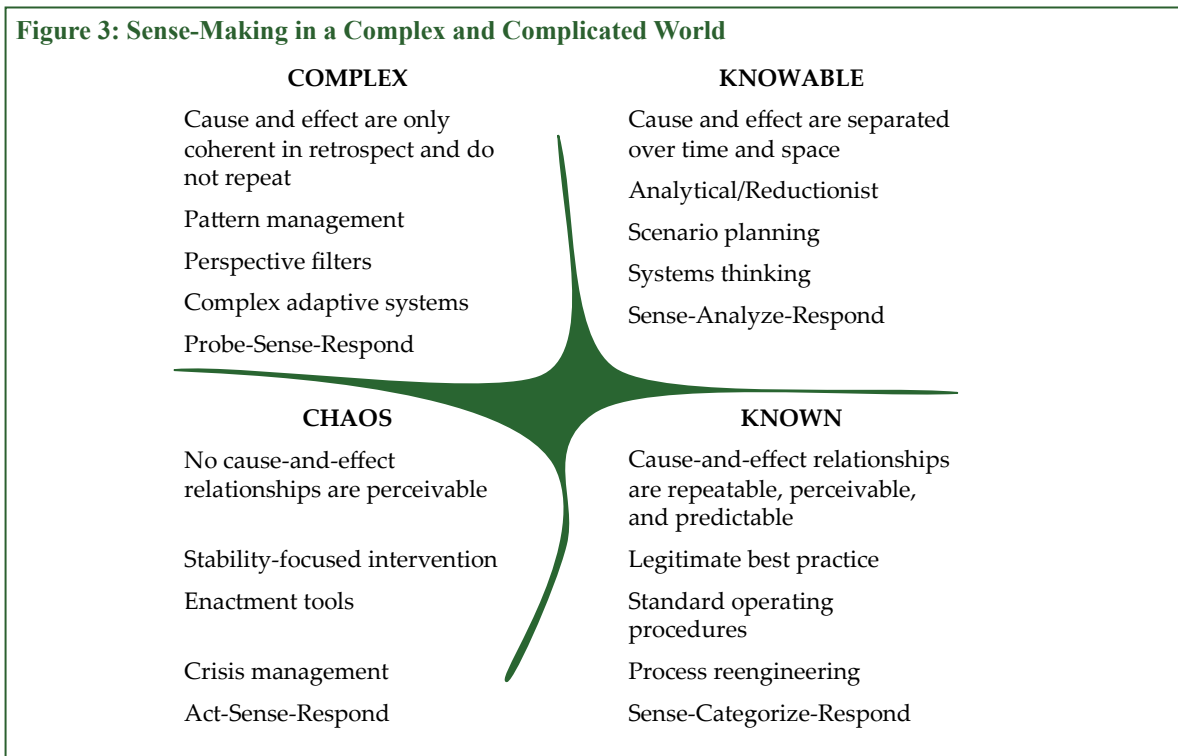 Figure 3: Sense-Making in a Complex and Complicated World
COMPLEX
Cause and effect are only
coherent in retrospect and do
not repeat
Pattern management
Perspective filters
Complex adaptive systems
Probe-Sense-Respond
KNOWABLE
Cause and effect are separated
over time and space
Analytical/Reductionist
Scenario planning
Systems thinking
Sense-Analyze-Respond
CHAOS
No cause-and-effect
relationships are perceivable
Stability-focused intervention
Enactment tools
Crisis management
Act-Sense-Respond
KNOWN
Cause-and-effect relationships
are repeatable, perceivable,
and predictable
Legitimate best practice
Standard operating
procedures
Process reengineering
Sense-Categorize-Respond